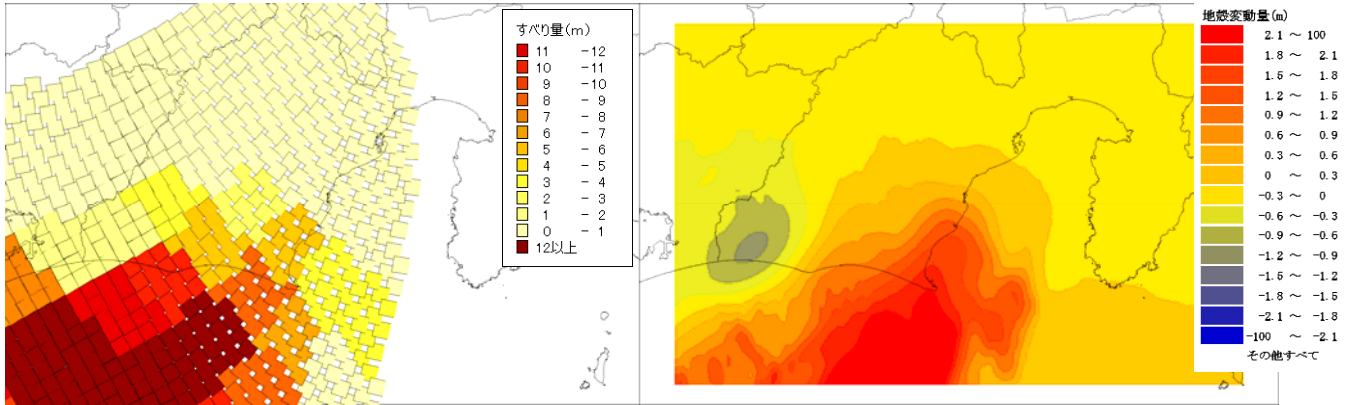 すべり量(m)
11 -12
10 -11
9 -10
8 - 9
7 - 8
6 - 7
5 - 6
4 - 5
3 - 4
2 - 3
1 - 2
0 - 1
12以上
地殻変動量(m)
2.1 ～ 100
1.8 ～ 2.1
1.5 ～ 1.8
1.2 ～ 1.5
0.9 ～ 1.2
0.6 ～ 0.9
0.3 ～ 0.6
0 ～ 0.3
-0.3 ～ 0
-0.6 ～ -0.3
-0.9 ～ -0.6
-1.2 ～ -0.9
-1.5 ～ -1.2
-1.8 ～ -1.5
-2.1 ～ -1.8
-100 ～ -2.1
その他すべて